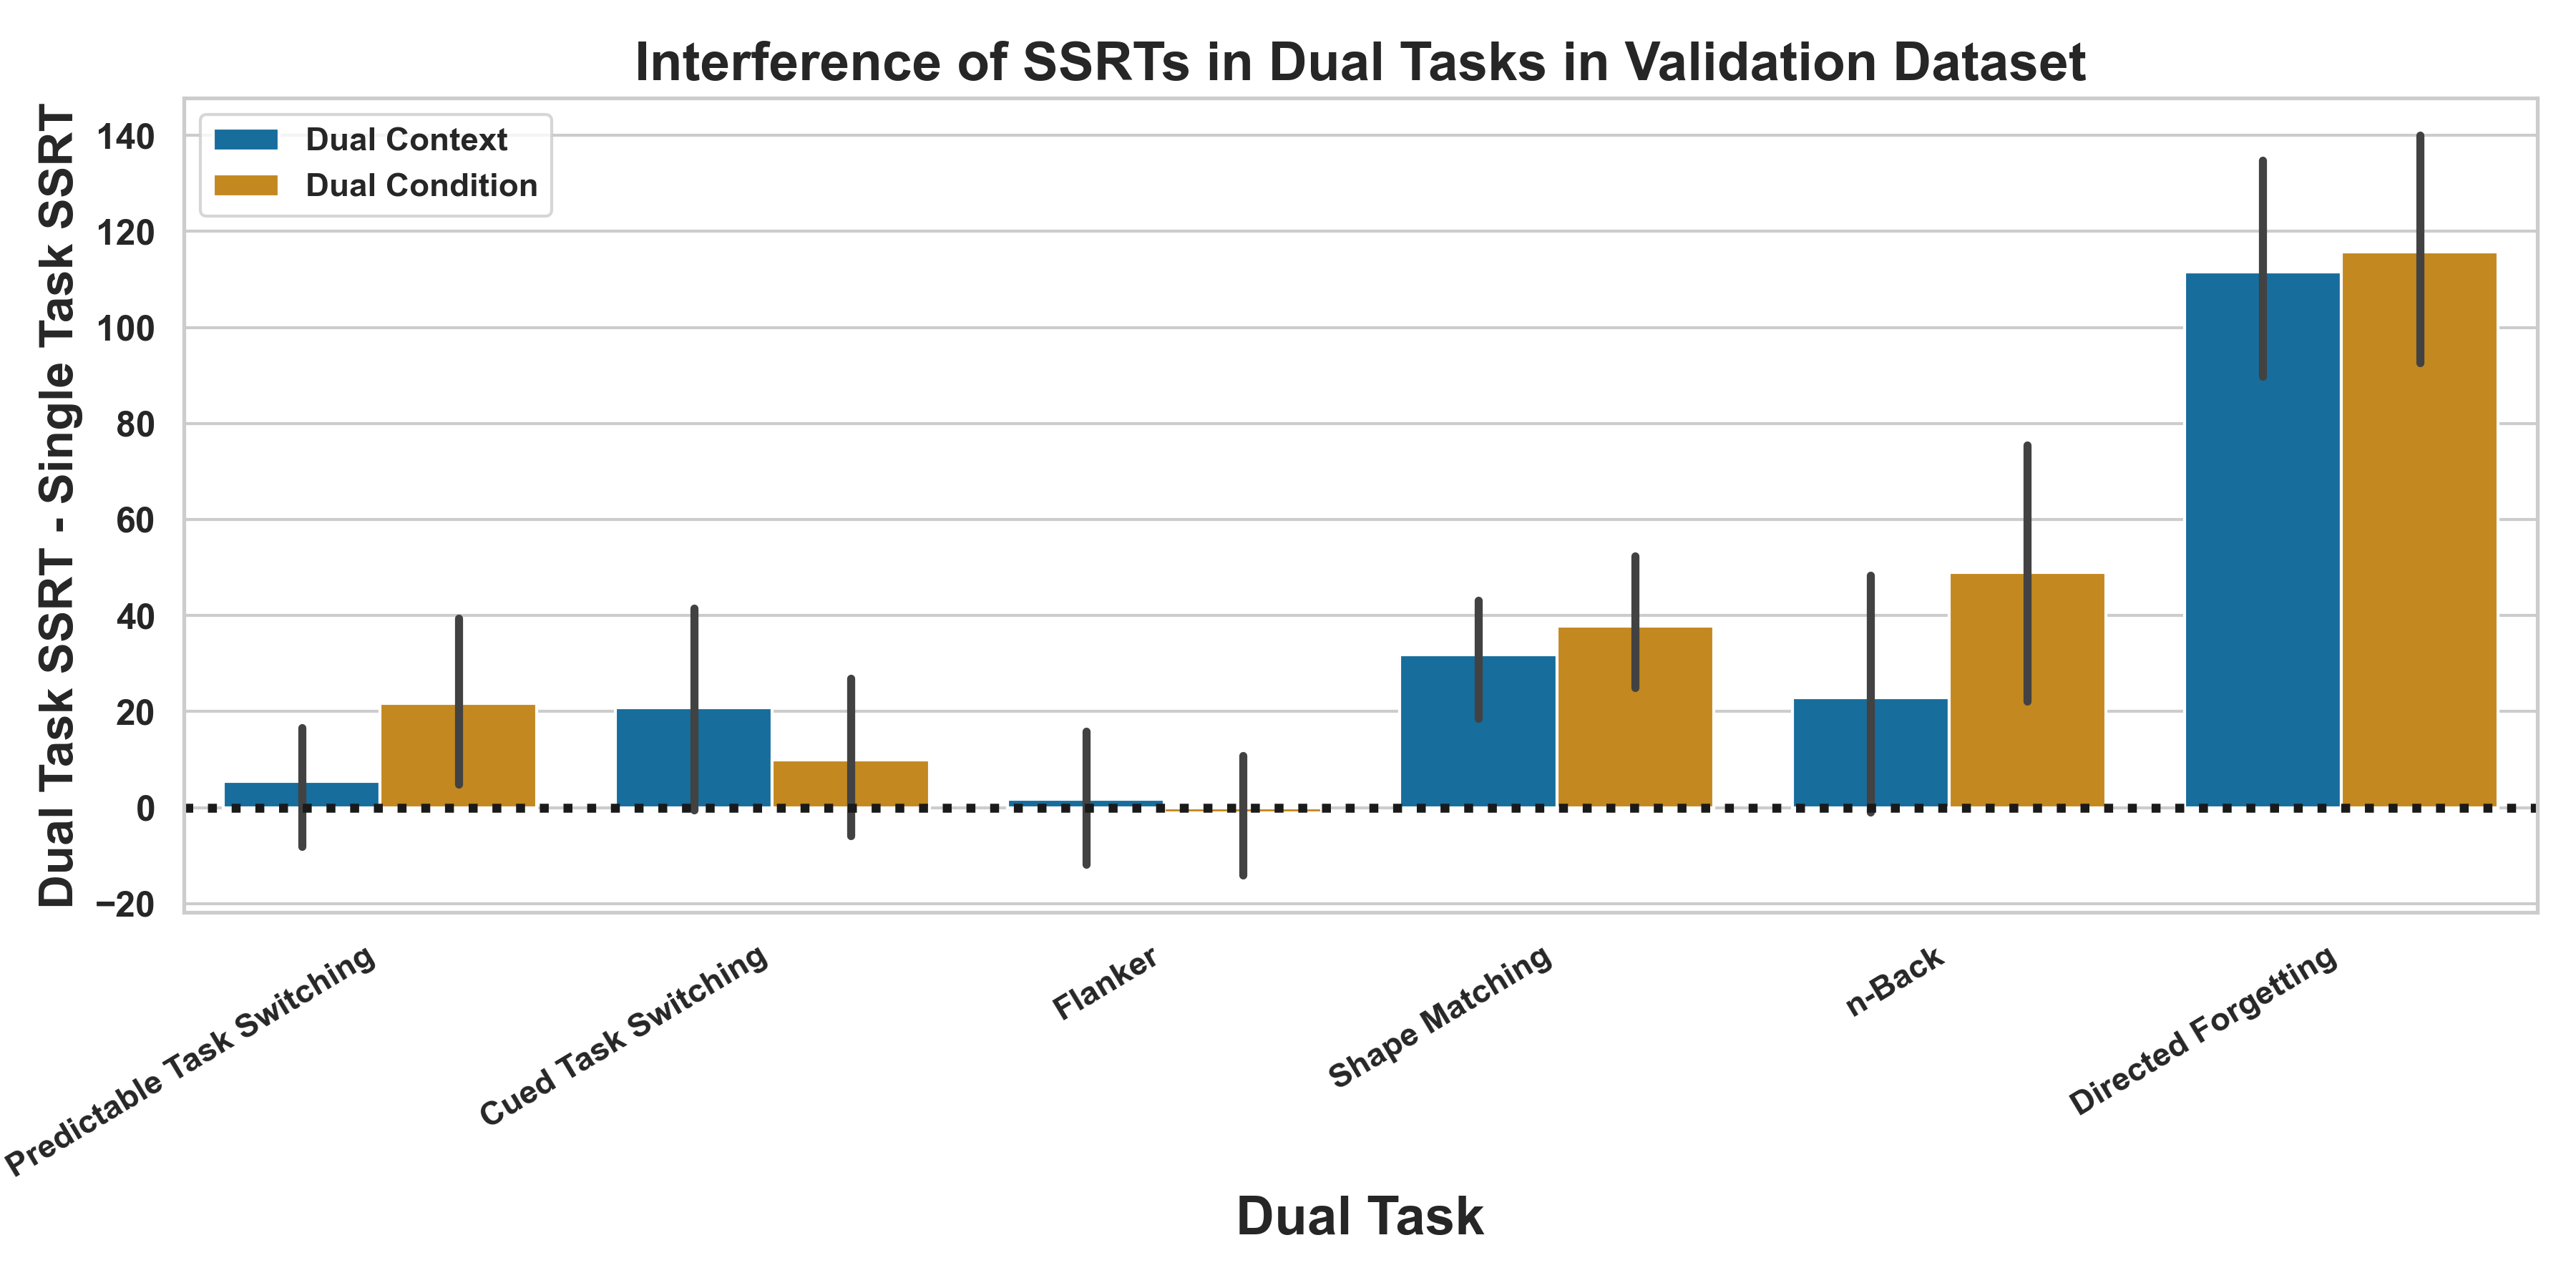 Interference of SSRTs in Dual Tasks in Validation Dataset
Dual Task SSRT - Single Task SSRT
140
120
100
80
60
40
20
0
−20
Dual Context
Dual Condition
Predictable Task Switching
Cued Task Switching
Flanker
Shape Matching
n-Back
Directed Forgetting
Dual Task